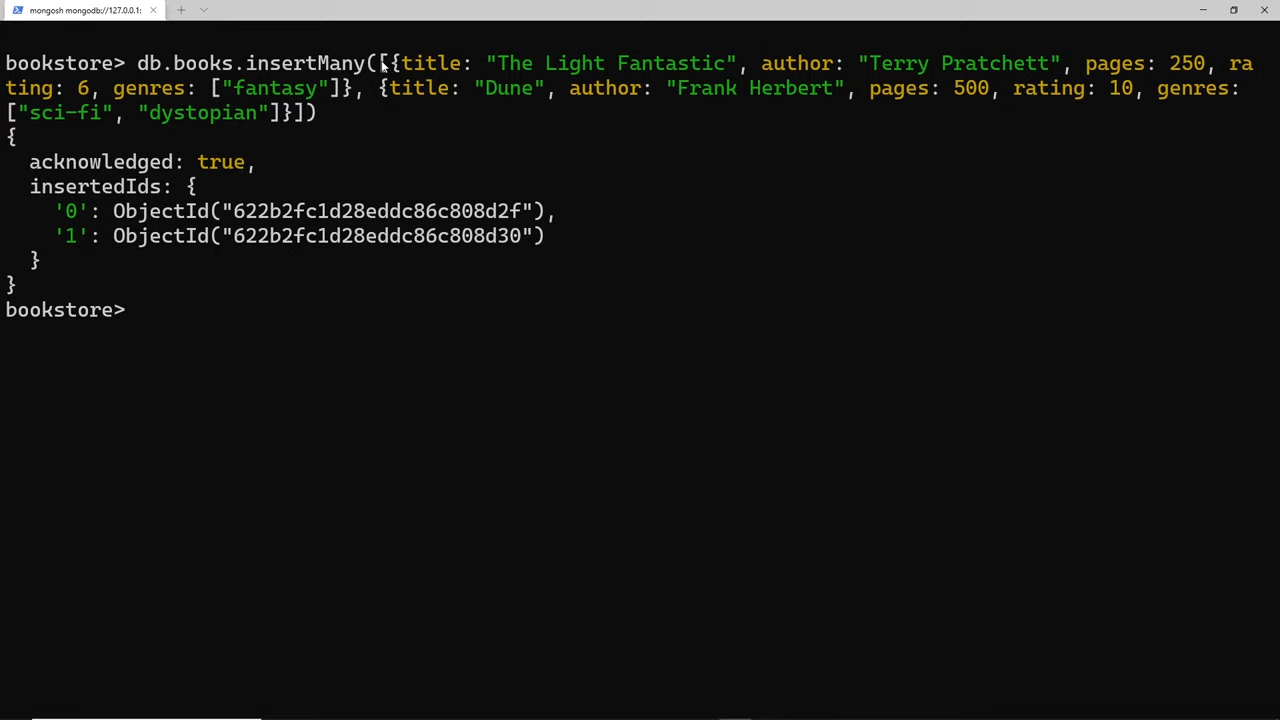 mongosh mongodb://127.0.0.1:
bookstore> db.books.insertMany([{title: "The Light Fantastic", author: "Terry Pratchett", pages: 250, ra
ting: 6, genres: ["fantasy"]}, {title: "Dune", author: "Frank Herbert", pages: 500, rating: 10, genres:
["sci-fi", "dystopian"]}])
{
  acknowledged: true,
  insertedIds: {
    '0': ObjectId("622b2fc1d28eddc86c808d2f"),
    '1': ObjectId("622b2fc1d28eddc86c808d30")
  }
}
bookstore>